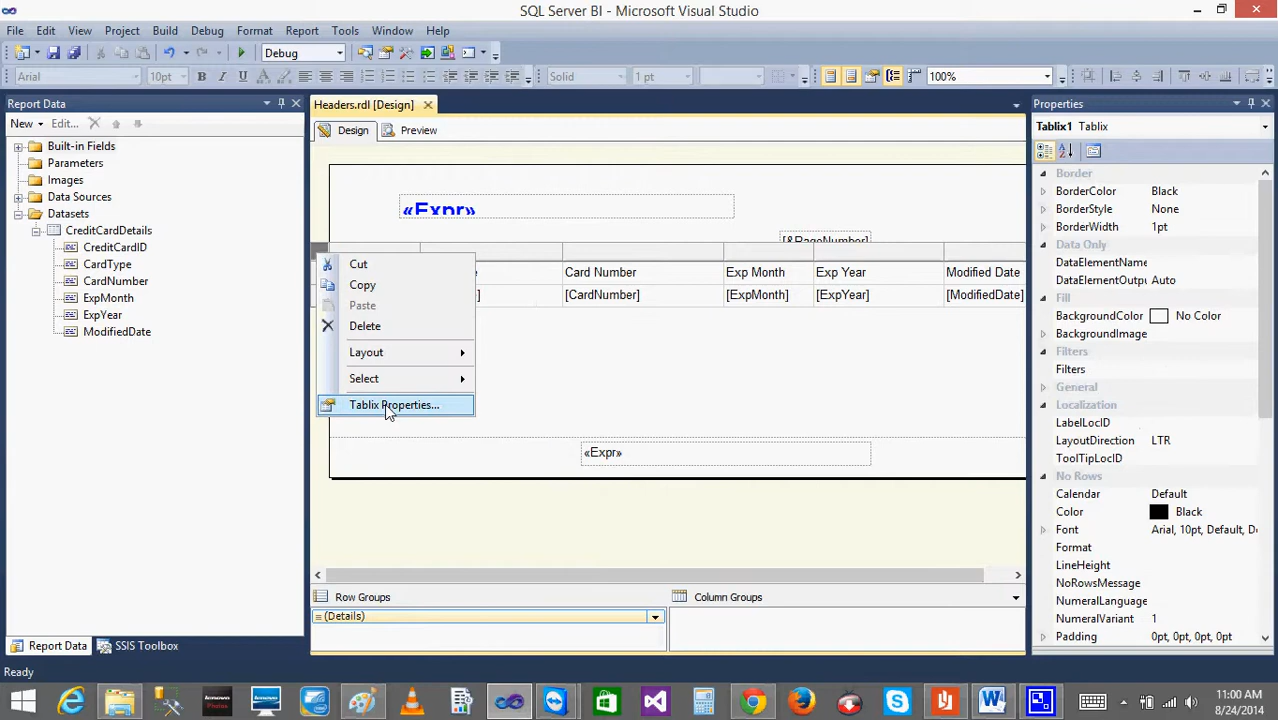 SQL Server BI - Microsoft Visual Studio
File Edit View Project Build Debug Format Report Tools Window Help
Debug
Arial 10pt B I U A Solid 1 pt 100%
Report Data
New Edit...
Built-in Fields
Parameters
Images
Data Sources
Datasets
CreditCardDetails
CreditCardID
CardType
CardNumber
ExpMonth
ExpYear
ModifiedDate
Report Data SSIS Toolbox
Headers.rdl [Design]
Design Preview
«Expr»
[&PageNumber]
Card Number Exp Month Exp Year Modified Date
[CardNumber] [ExpMonth] [ExpYear] [ModifiedDate]
Cut
Copy
Paste
Delete
Layout
Select
Tablix Properties...
«Expr»
Row Groups Column Groups
(Details)
Properties
Tablix1 Tablix
Border
BorderColor Black
BorderStyle None
BorderWidth 1pt
Data Only
DataElementName
DataElementOutpu Auto
Fill
BackgroundColor No Color
BackgroundImage
Filters
Filters
General
Localization
LabelLocID
LayoutDirection LTR
ToolTipLocID
No Rows
Calendar Default
Color Black
Font Arial, 10pt, Default, De
Format
LineHeight
NoRowsMessage
NumeralLanguage
NumeralVariant 1
Padding 0pt, 0pt, 0pt, 0pt
Ready
11:00 AM
8/24/2014